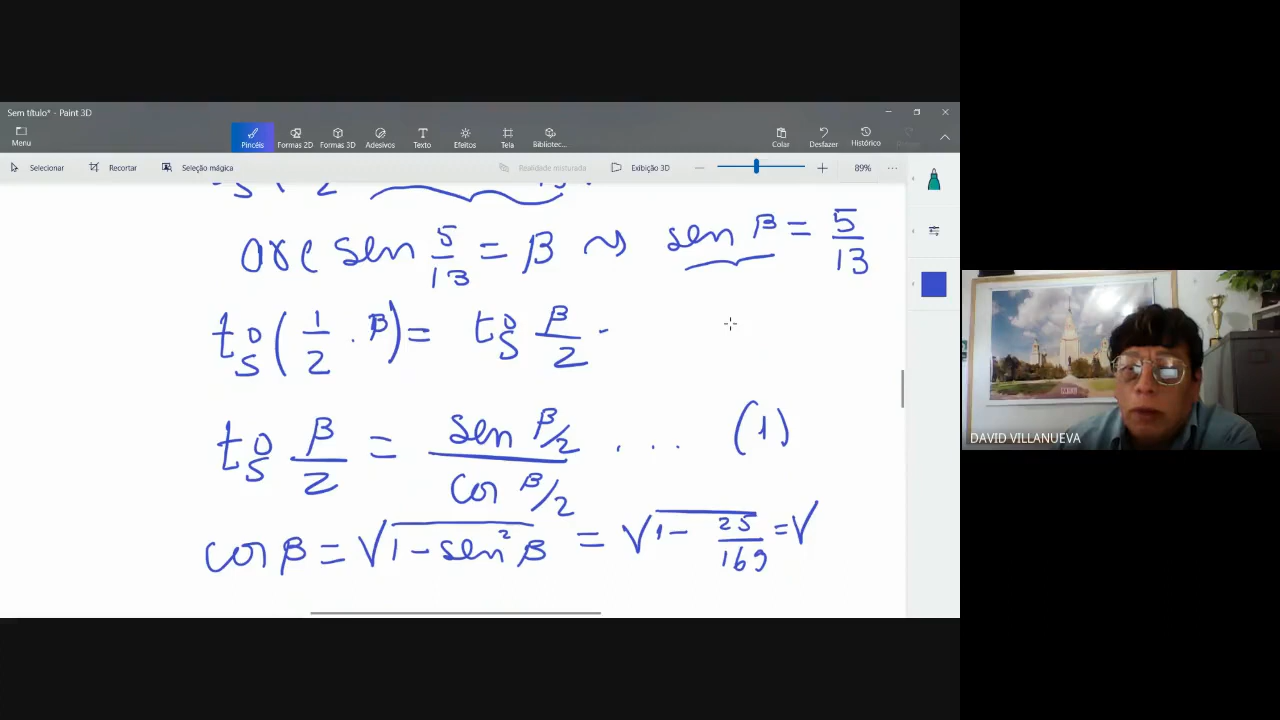 Sem título* - Paint 3D
Menu
Pincéis
Formas 2D
Formas 3D
Adesivos
Texto
Efeitos
Tela
Bibliotec...
Colar
Desfazer
Histórico
Selecionar
Recortar
Seleção mágica
Realidade misturada
Exibição 3D
89%
arc sen 5/13 = β ~> sen β = 5/13
tg (1/2 . β) = tg β/2 -
tg β/2 = sen β/2 / cos β/2 ... (1)
cos β = √(1 - sen² β) = √(1 - 25/169) = √
DAVID VILLANUEVA